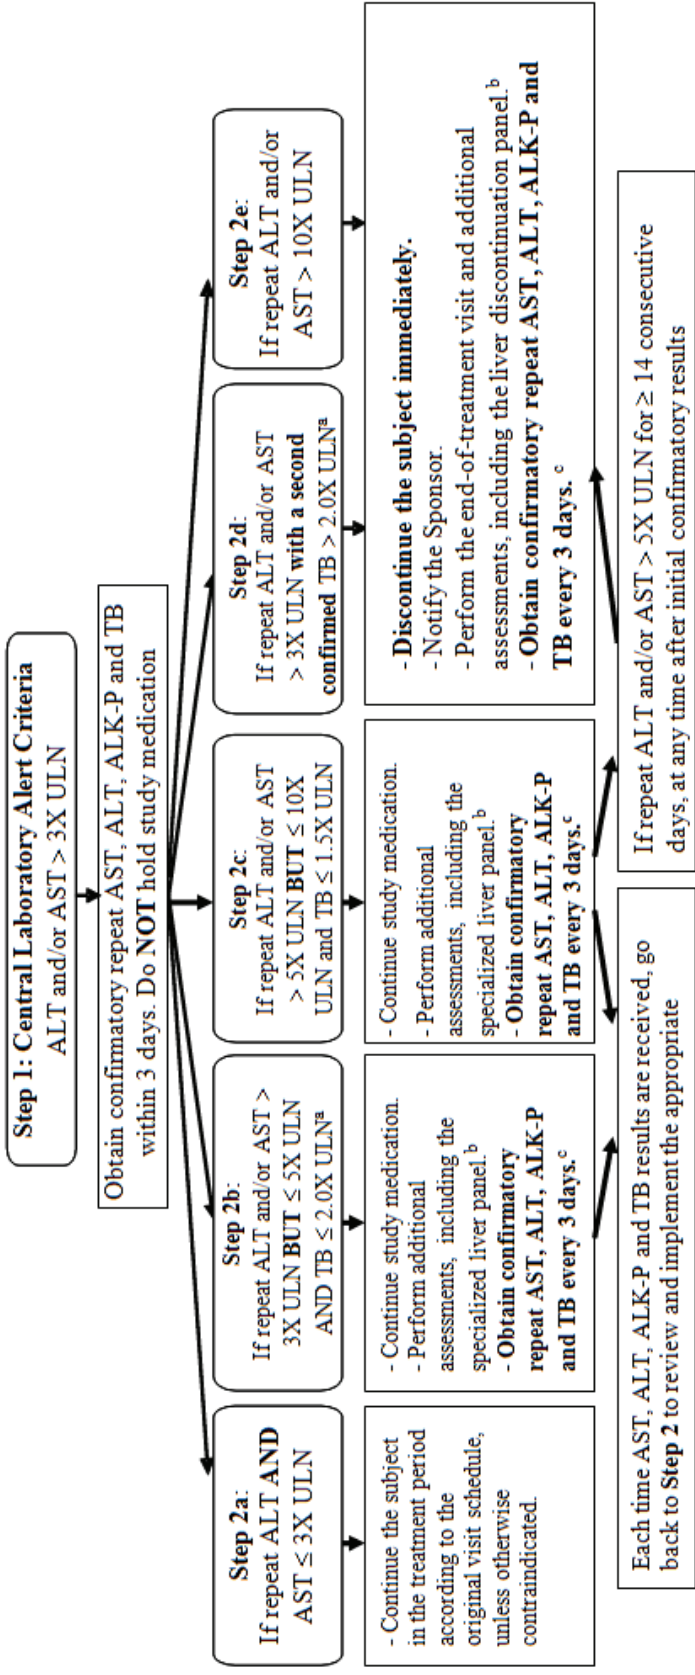 Step 1: Central Laboratory Alert Criteria
ALT and/or AST > 3X ULN
Obtain confirmatory repeat AST, ALT, ALK-P and TB
within 3 days. Do NOT hold study medication
Step 2a:
If repeat ALT AND
AST ≤ 3X ULN
Step 2b:
If repeat ALT and/or AST >
3X ULN BUT ≤ 5X ULN
AND TB ≤ 2.0X ULNᵃ
Step 2c:
If repeat ALT and/or AST
> 5X ULN BUT ≤ 10X
ULN and TB ≤ 1.5X ULN
Step 2d:
If repeat ALT and/or AST
> 3X ULN with a second
confirmed TB > 2.0X ULNᵃ
Step 2e:
If repeat ALT and/or
AST > 10X ULN
- Continue the subject
in the treatment period
according to the
original visit schedule,
unless otherwise
contraindicated.
- Continue study medication.
- Perform additional
assessments, including the
specialized liver panel.ᵇ
- Obtain confirmatory
repeat AST, ALT, ALK-P
and TB every 3 days.ᶜ
- Continue study medication.
- Perform additional
assessments, including the
specialized liver panel.ᵇ
- Obtain confirmatory
repeat AST, ALT, ALK-P
and TB every 3 days.ᶜ
- Discontinue the subject immediately.
- Notify the Sponsor.
- Perform the end-of-treatment visit and additional
assessments, including the liver discontinuation panel.ᵇ
- Obtain confirmatory repeat AST, ALT, ALK-P and
TB every 3 days. ᶜ
Each time AST, ALT, ALK-P and TB results are received, go
back to Step 2 to review and implement the appropriate
If repeat ALT and/or AST > 5X ULN for ≥ 14 consecutive
days, at any time after initial confirmatory results